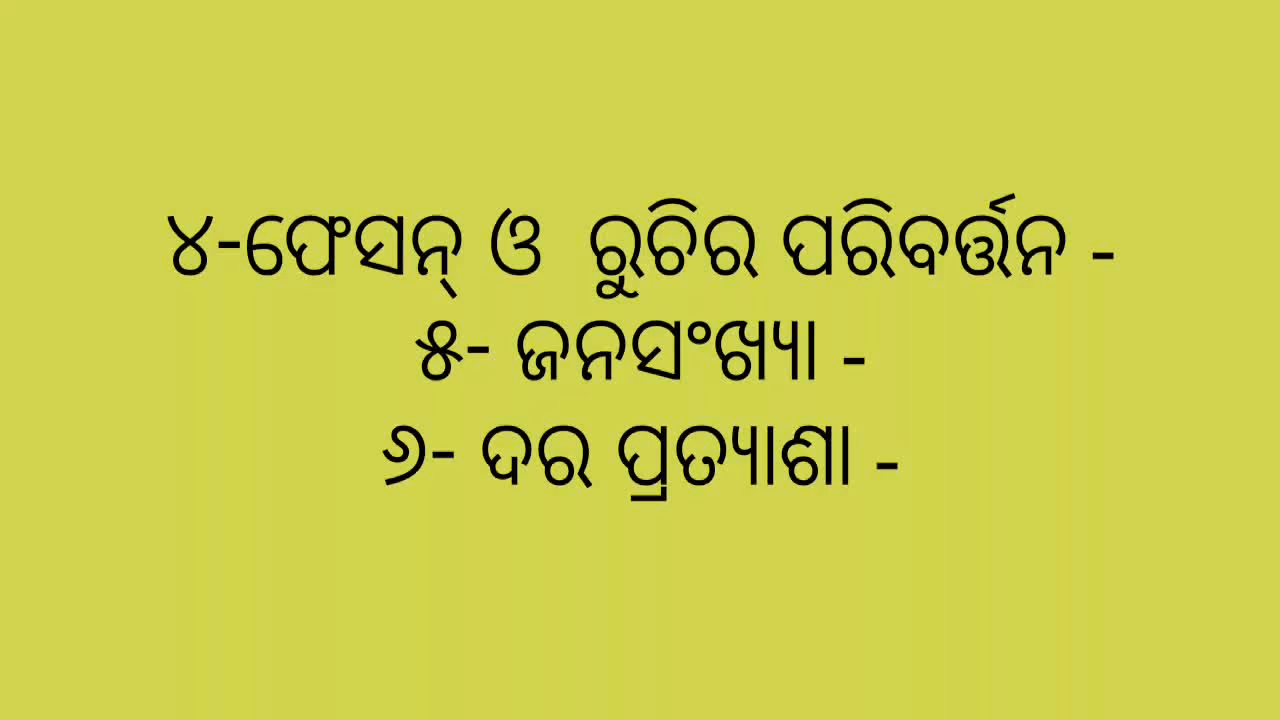 ୪-ଫେସନ୍ ଓ  ରୁଚିର ପରିବର୍ତ୍ତନ -
୫- ଜନସଂଖ୍ୟା -
୬- ଦର ପ୍ରତ୍ୟାଶା -